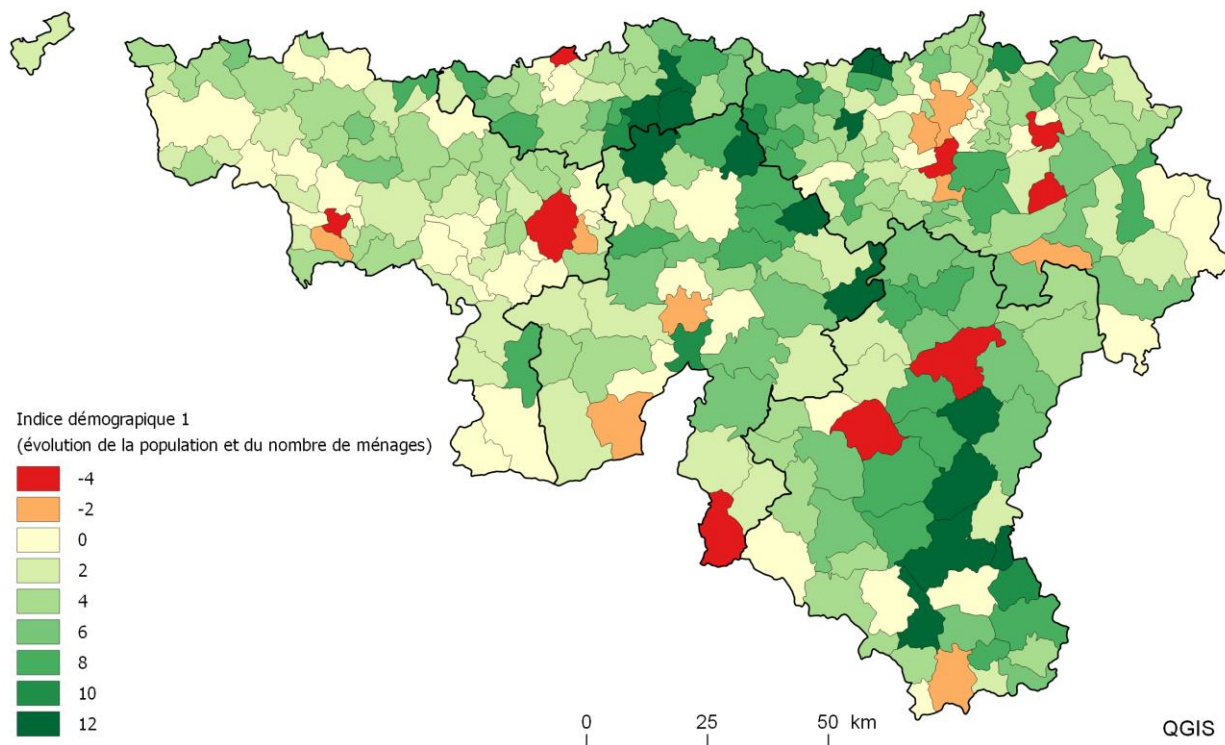 Indice démograpique 1
(évolution de la population et du nombre de ménages)
-4
-2
0
2
4
6
8
10
12
0 25 50 km
QGIS